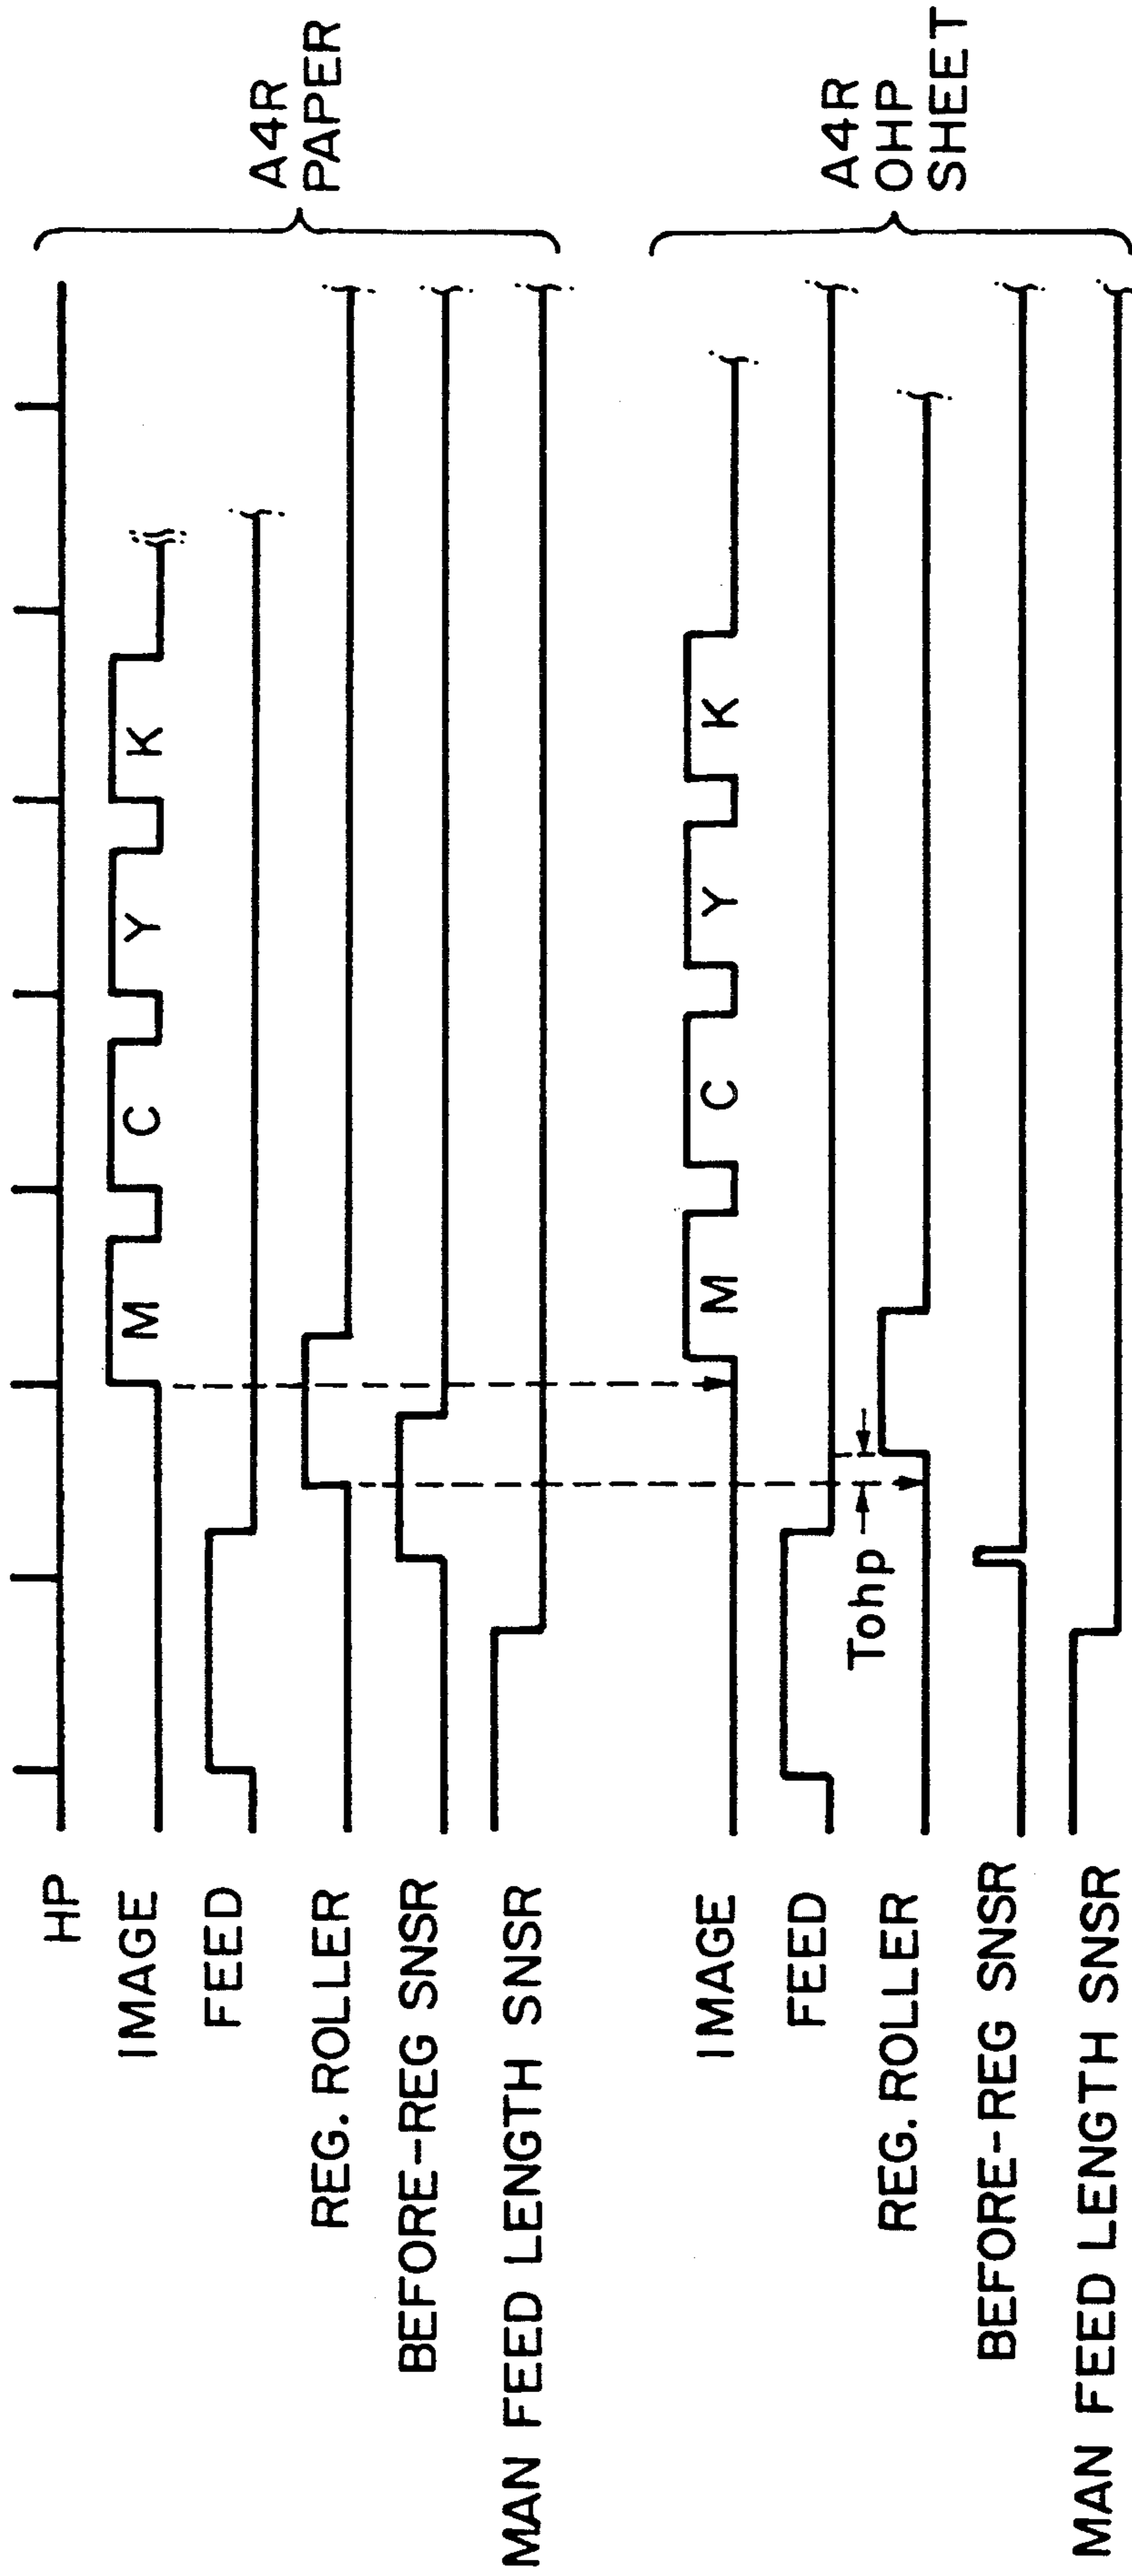 HP
IMAGE M C Y K
FEED
REG. ROLLER
BEFORE-REG SNSR
MAN FEED LENGTH SNSR
A4R
PAPER
IMAGE M C Y K
FEED
Tohp
REG. ROLLER
BEFORE-REG SNSR
MAN FEED LENGTH SNSR
A4R
OHP
SHEET